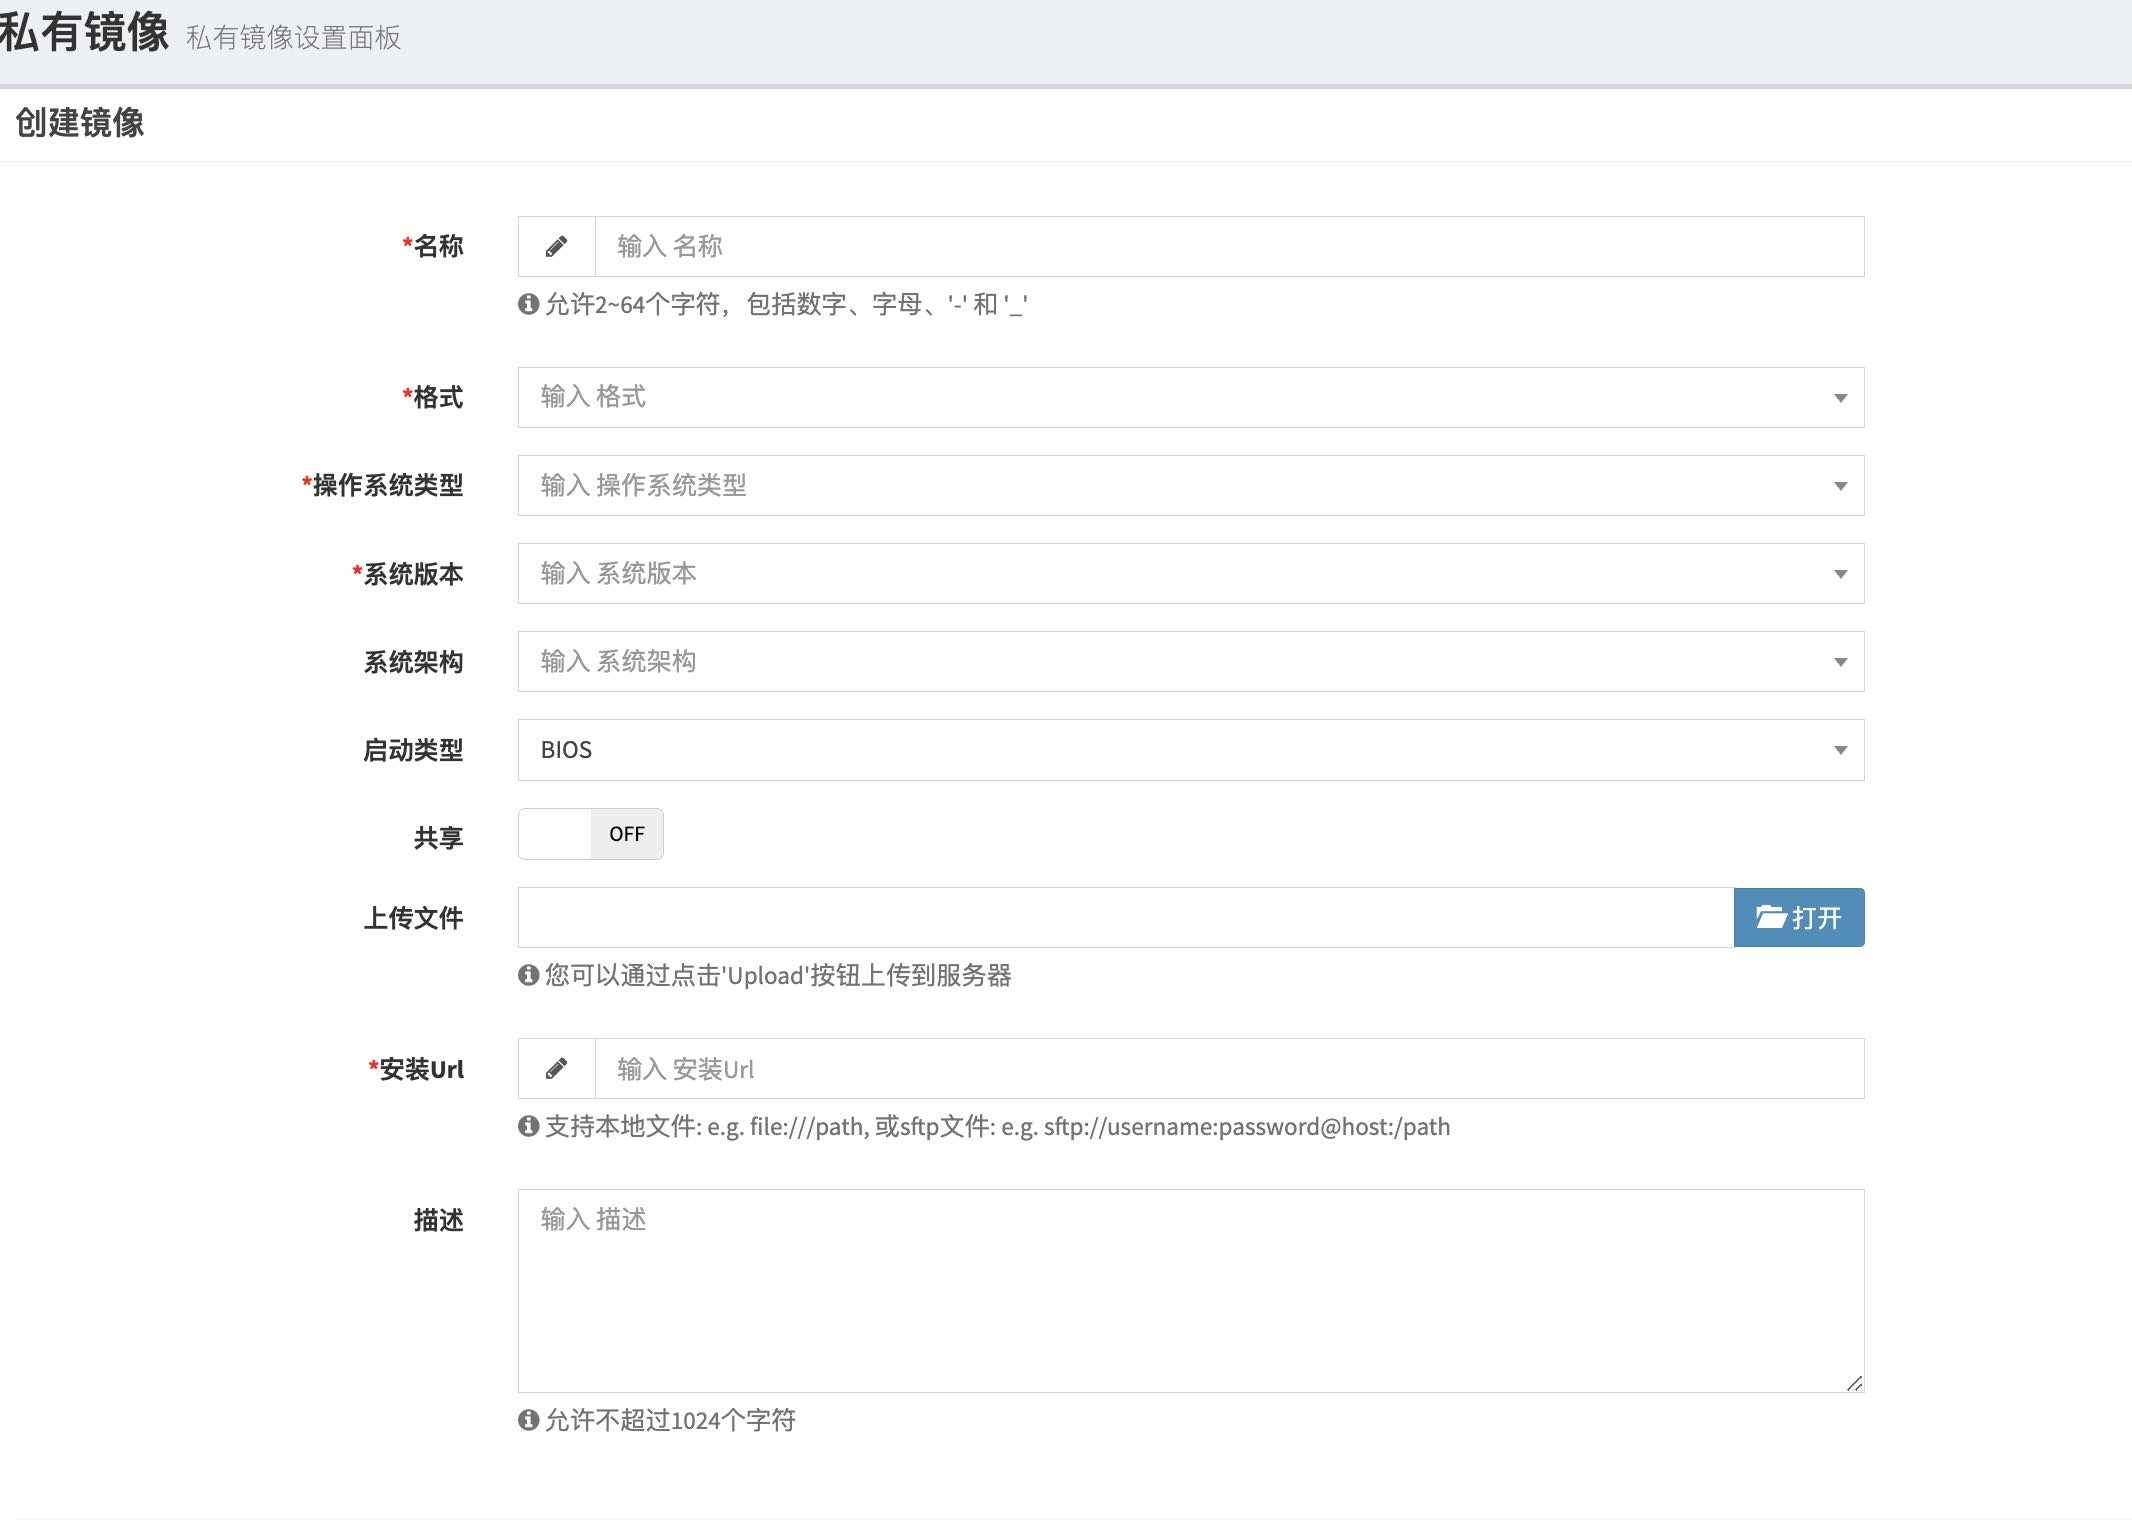 私有镜像 私有镜像设置面板
创建镜像
*名称 输入 名称
允许2~64个字符，包括数字、字母、'-' 和 '_'
*格式 输入 格式
*操作系统类型 输入 操作系统类型
*系统版本 输入 系统版本
系统架构 输入 系统架构
启动类型 BIOS
共享 OFF
上传文件 打开
您可以通过点击'Upload'按钮上传到服务器
*安装Url 输入 安装Url
支持本地文件: e.g. file:///path, 或sftp文件: e.g. sftp://username:password@host:/path
描述 输入 描述
允许不超过1024个字符